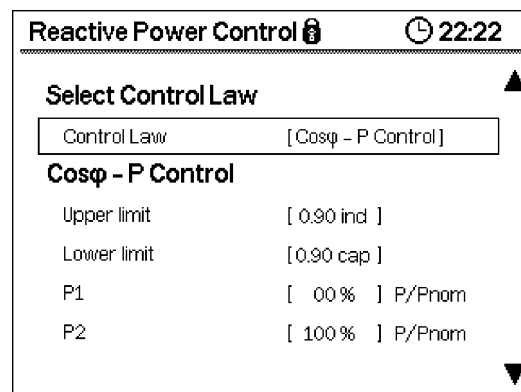 Reactive Power Control 22:22
Select Control Law
Control Law [Cosφ – P Control]
Cosφ – P Control
Upper limit [ 0.90 ind ]
Lower limit [0.90 cap ]
P1 [ 00% ] P/Pnom
P2 [ 100% ] P/Pnom